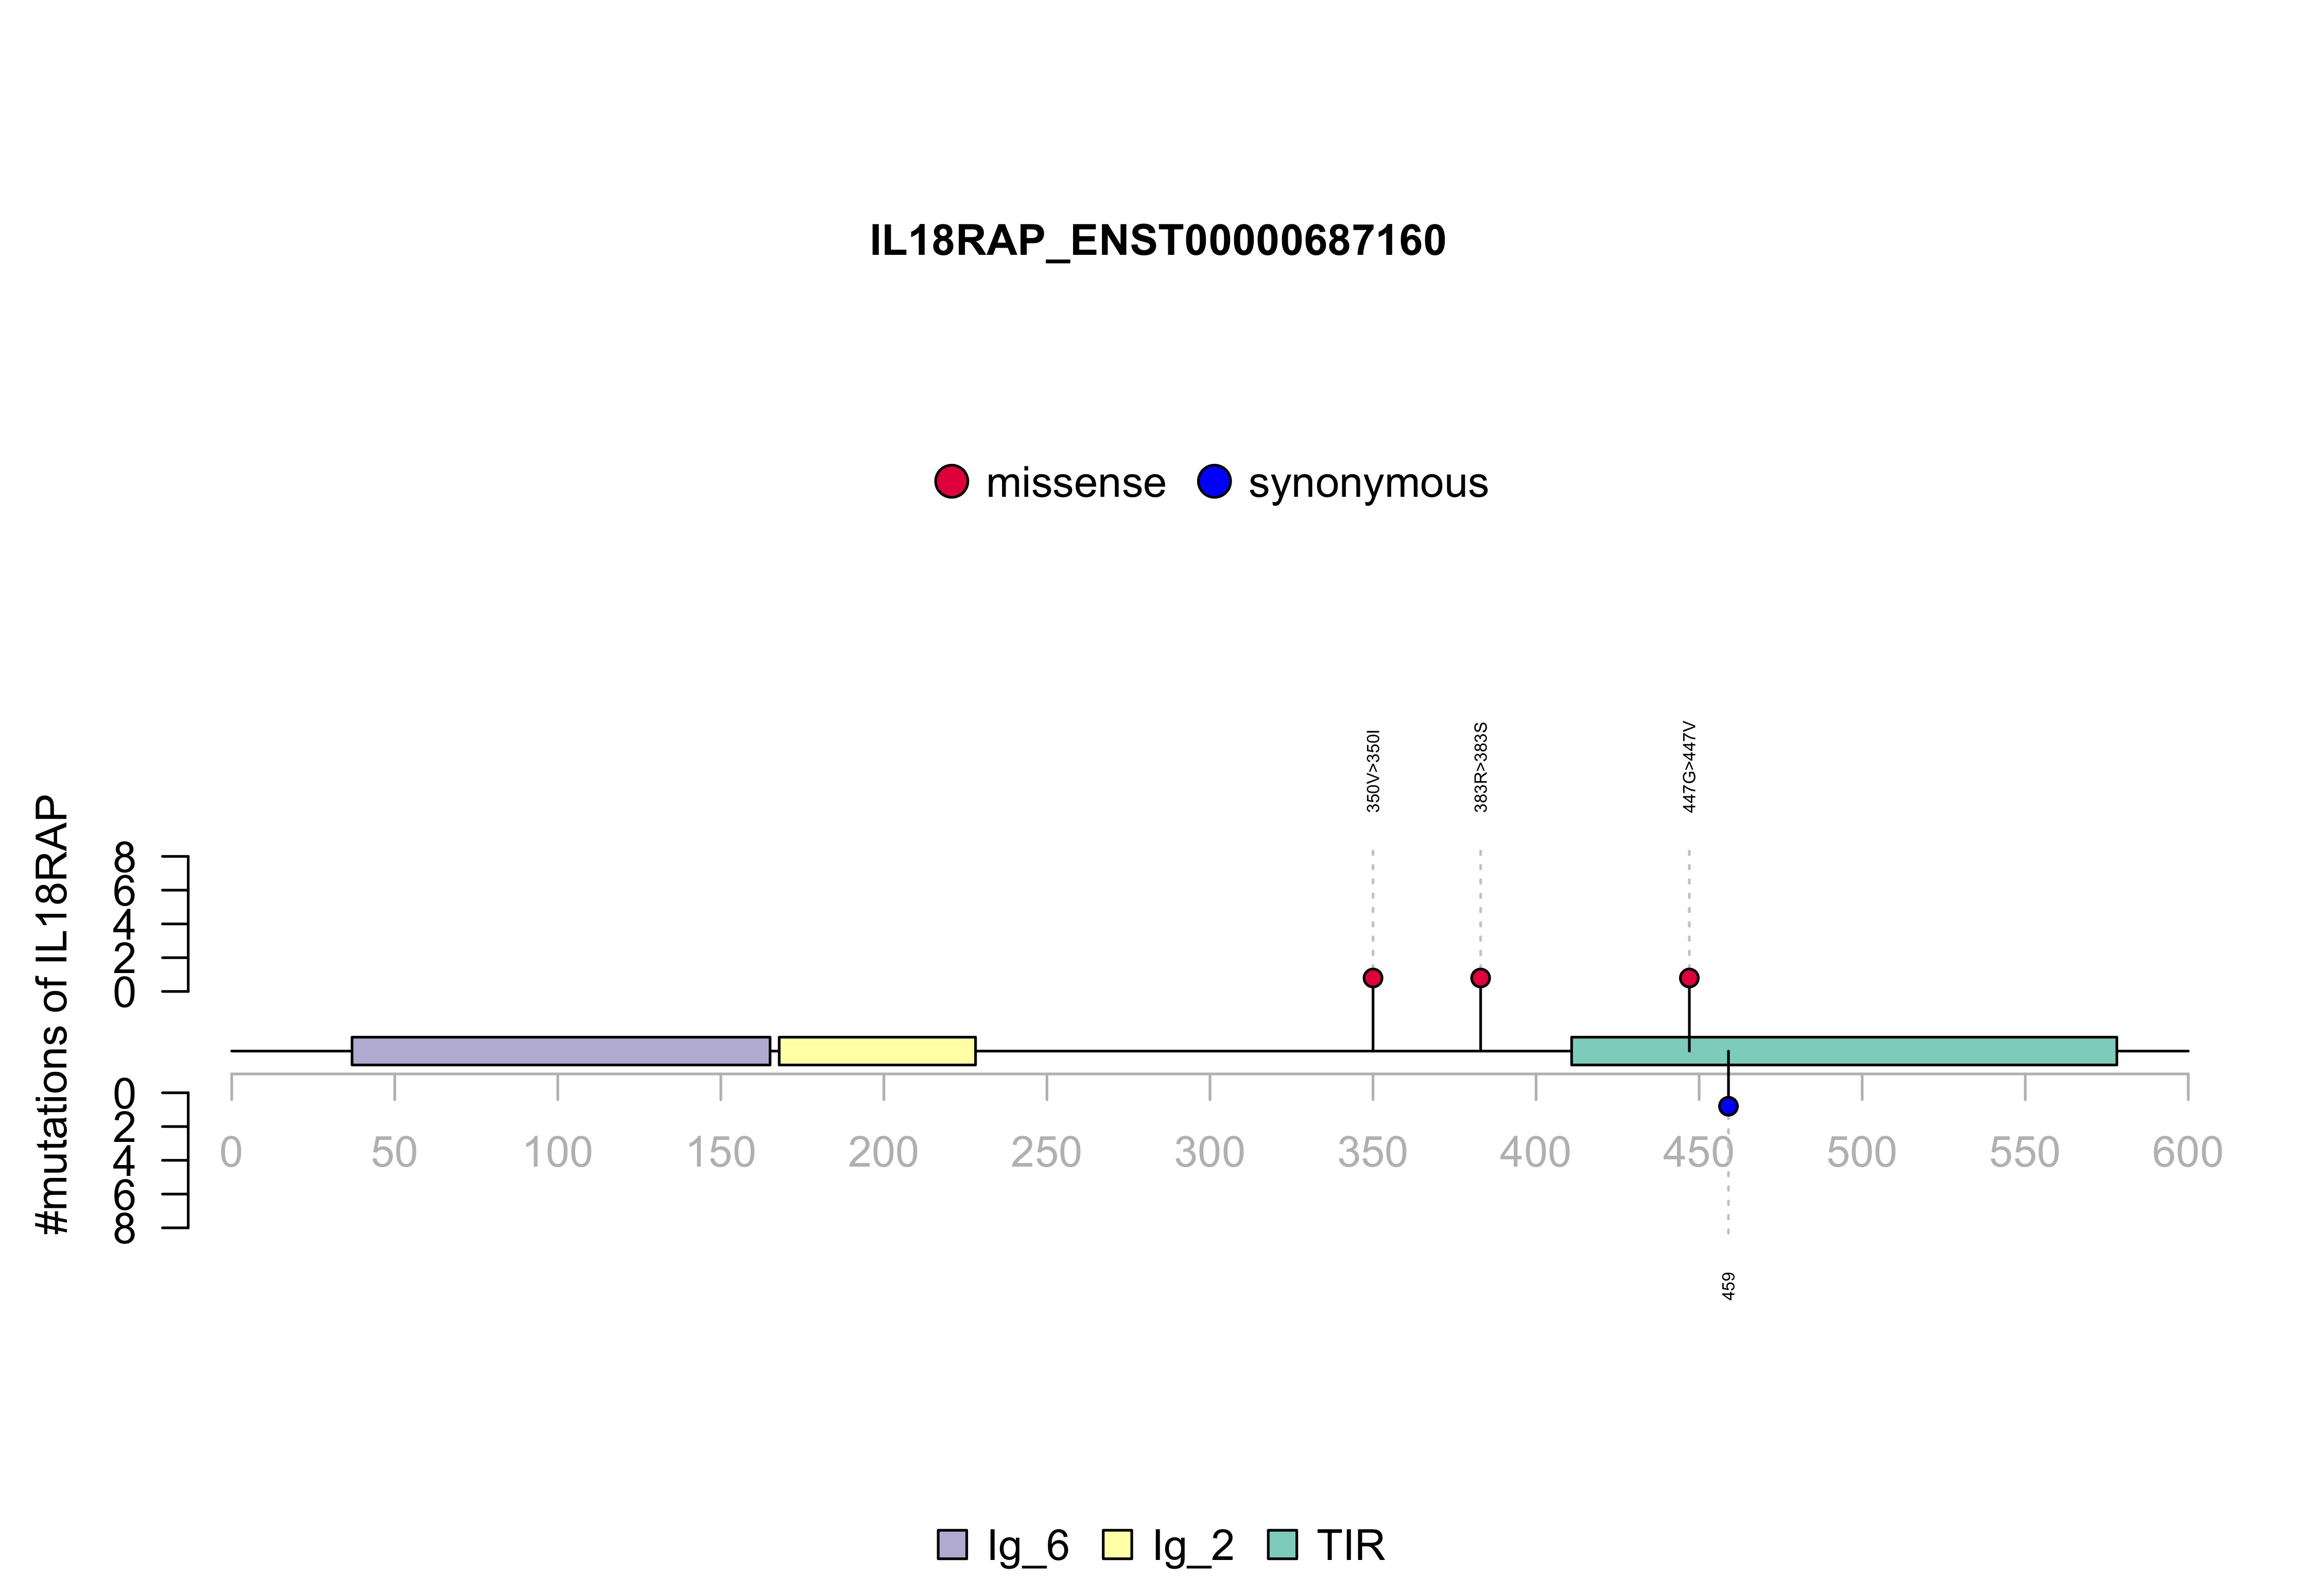 IL18RAP_ENST00000687160
missense synonymous
350V>350I 383R>383S 447G>447V
#mutations of IL18RAP
8
6
4
2
0
0
2
4
6
8
0 50 100 150 200 250 300 350 400 450 500 550 600
459
Ig_6 Ig_2 TIR